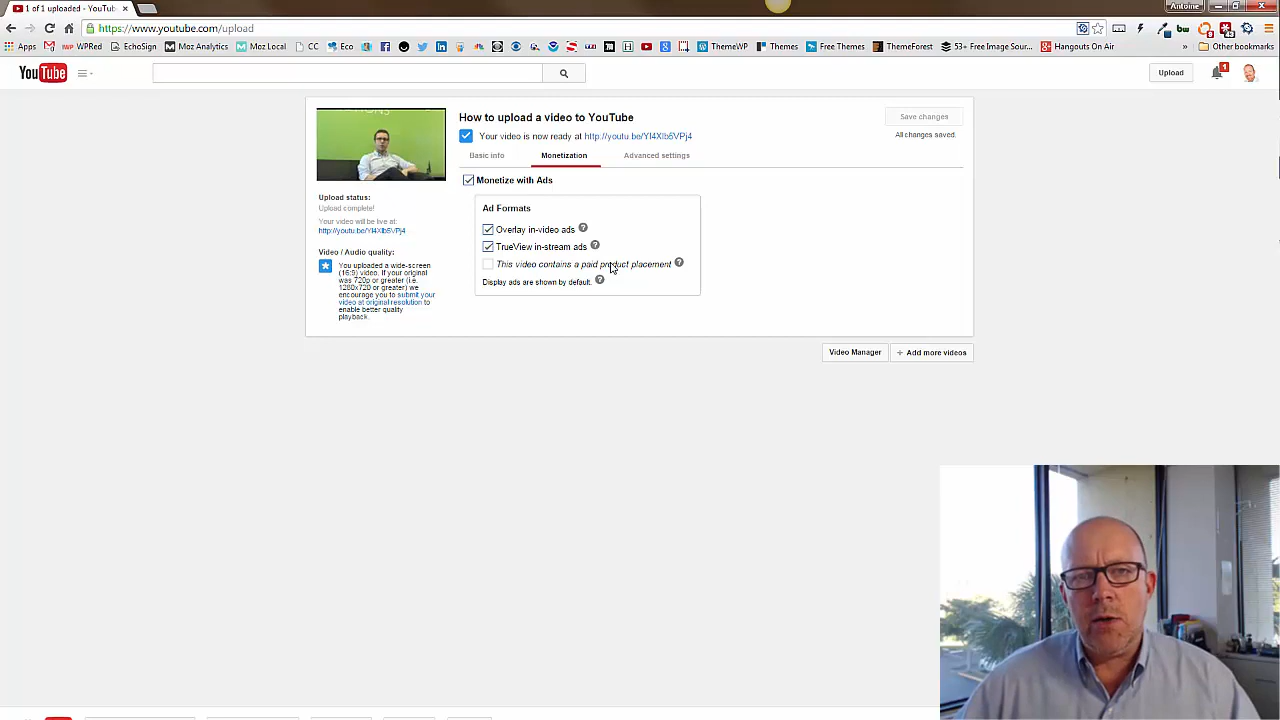 1 of 1 uploaded - YouTub
Antoine
https://www.youtube.com/upload
Apps
WPRed
EchoSign
Moz Analytics
Moz Local
CC
Eco
ThemeWP
Themes
Free Themes
ThemeForest
53+ Free Image Sour...
Hangouts On Air
»
Other bookmarks
YouTube
Upload
1
How to upload a video to YouTube
Save changes
Your video is now ready at http://youtu.be/YI4XIb5VPj4
All changes saved.
Basic info
Monetization
Advanced settings
Monetize with Ads
Ad Formats
Overlay in-video ads ?
TrueView in-stream ads ?
This video contains a paid product placement ?
Display ads are shown by default. ?
Upload status:
Upload complete!
Your video will be live at:
http://youtu.be/YI4XIb5VPj4
Video / Audio quality:
You uploaded a wide-screen
(16:9) video. If your original
was 720p or greater (i.e.
1280x720 or greater) we
encourage you to submit your
video at original resolution to
enable better quality
playback.
Video Manager
+ Add more videos